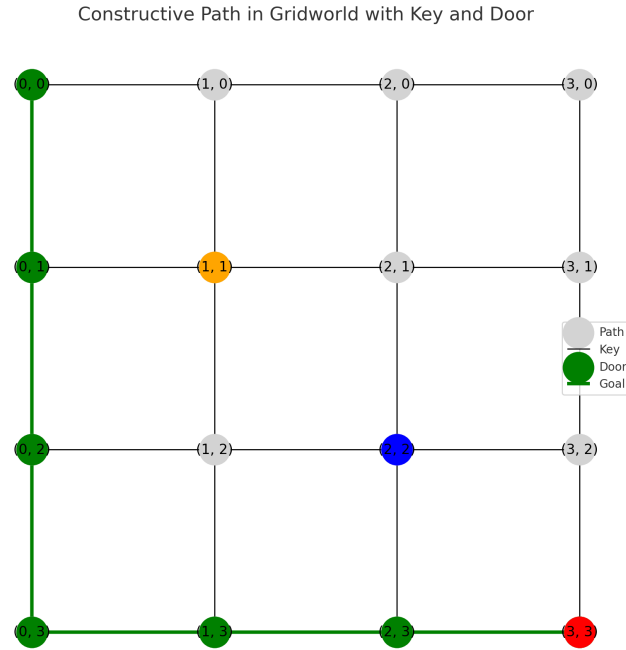 Constructive Path in Gridworld with Key and Door
(0, 0) (1, 0) (2, 0) (3, 0)
(0, 1) (1, 1) (2, 1) (3, 1)
Path
Key
Door
Goal
(0, 2) (1, 2) (2, 2) (3, 2)
(0, 3) (1, 3) (2, 3) (3, 3)